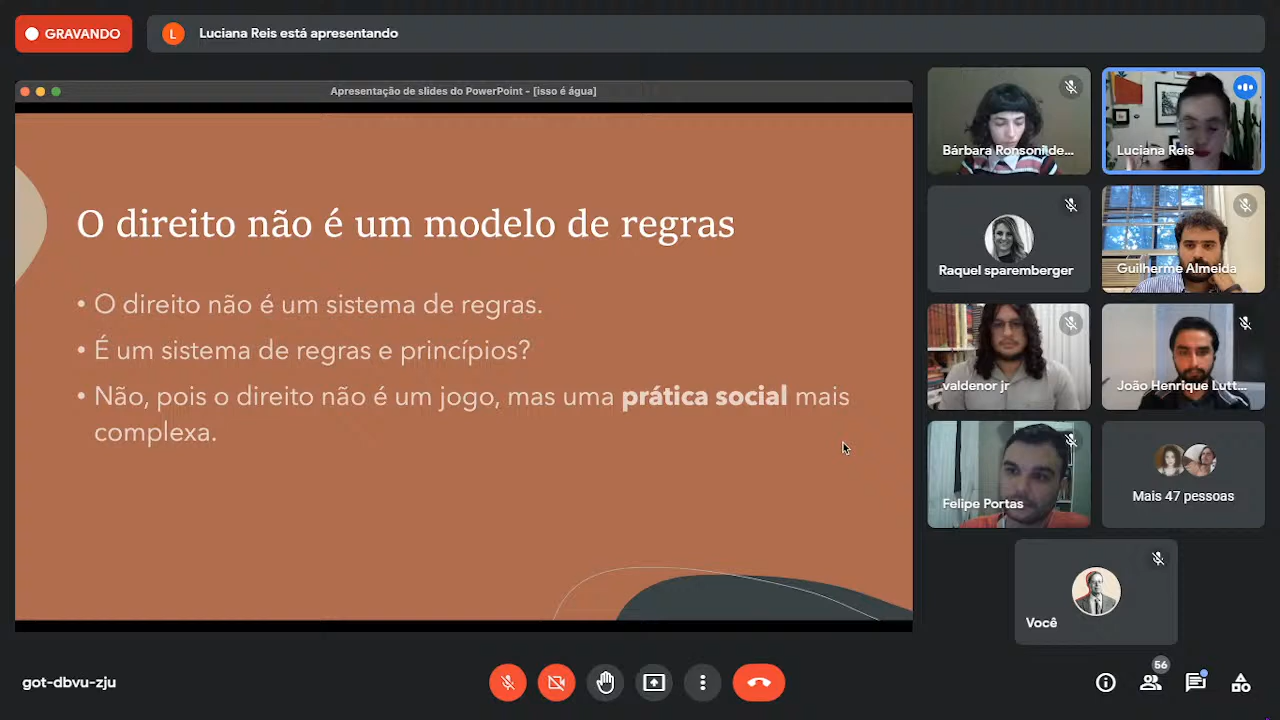 GRAVANDO
L
Luciana Reis está apresentando
Apresentação de slides do PowerPoint - [isso é água]
O direito não é um modelo de regras
• O direito não é um sistema de regras.
• É um sistema de regras e princípios?
• Não, pois o direito não é um jogo, mas uma prática social mais
complexa.
Bárbara Ronsoni de...
Luciana Reis
Raquel sparemberger
Guilherme Almeida
valdenor jr
João Henrique Lutt...
Felipe Portas
Mais 47 pessoas
Você
got-dbvu-zju
56